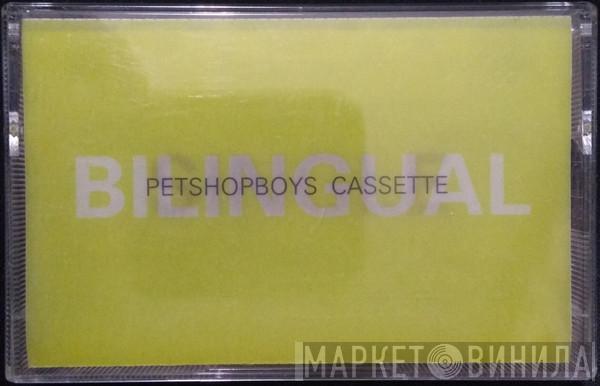 BILINGUAL
PETSHOPBOYS CASSETTE
МАРКЕТ ВИНИЛА